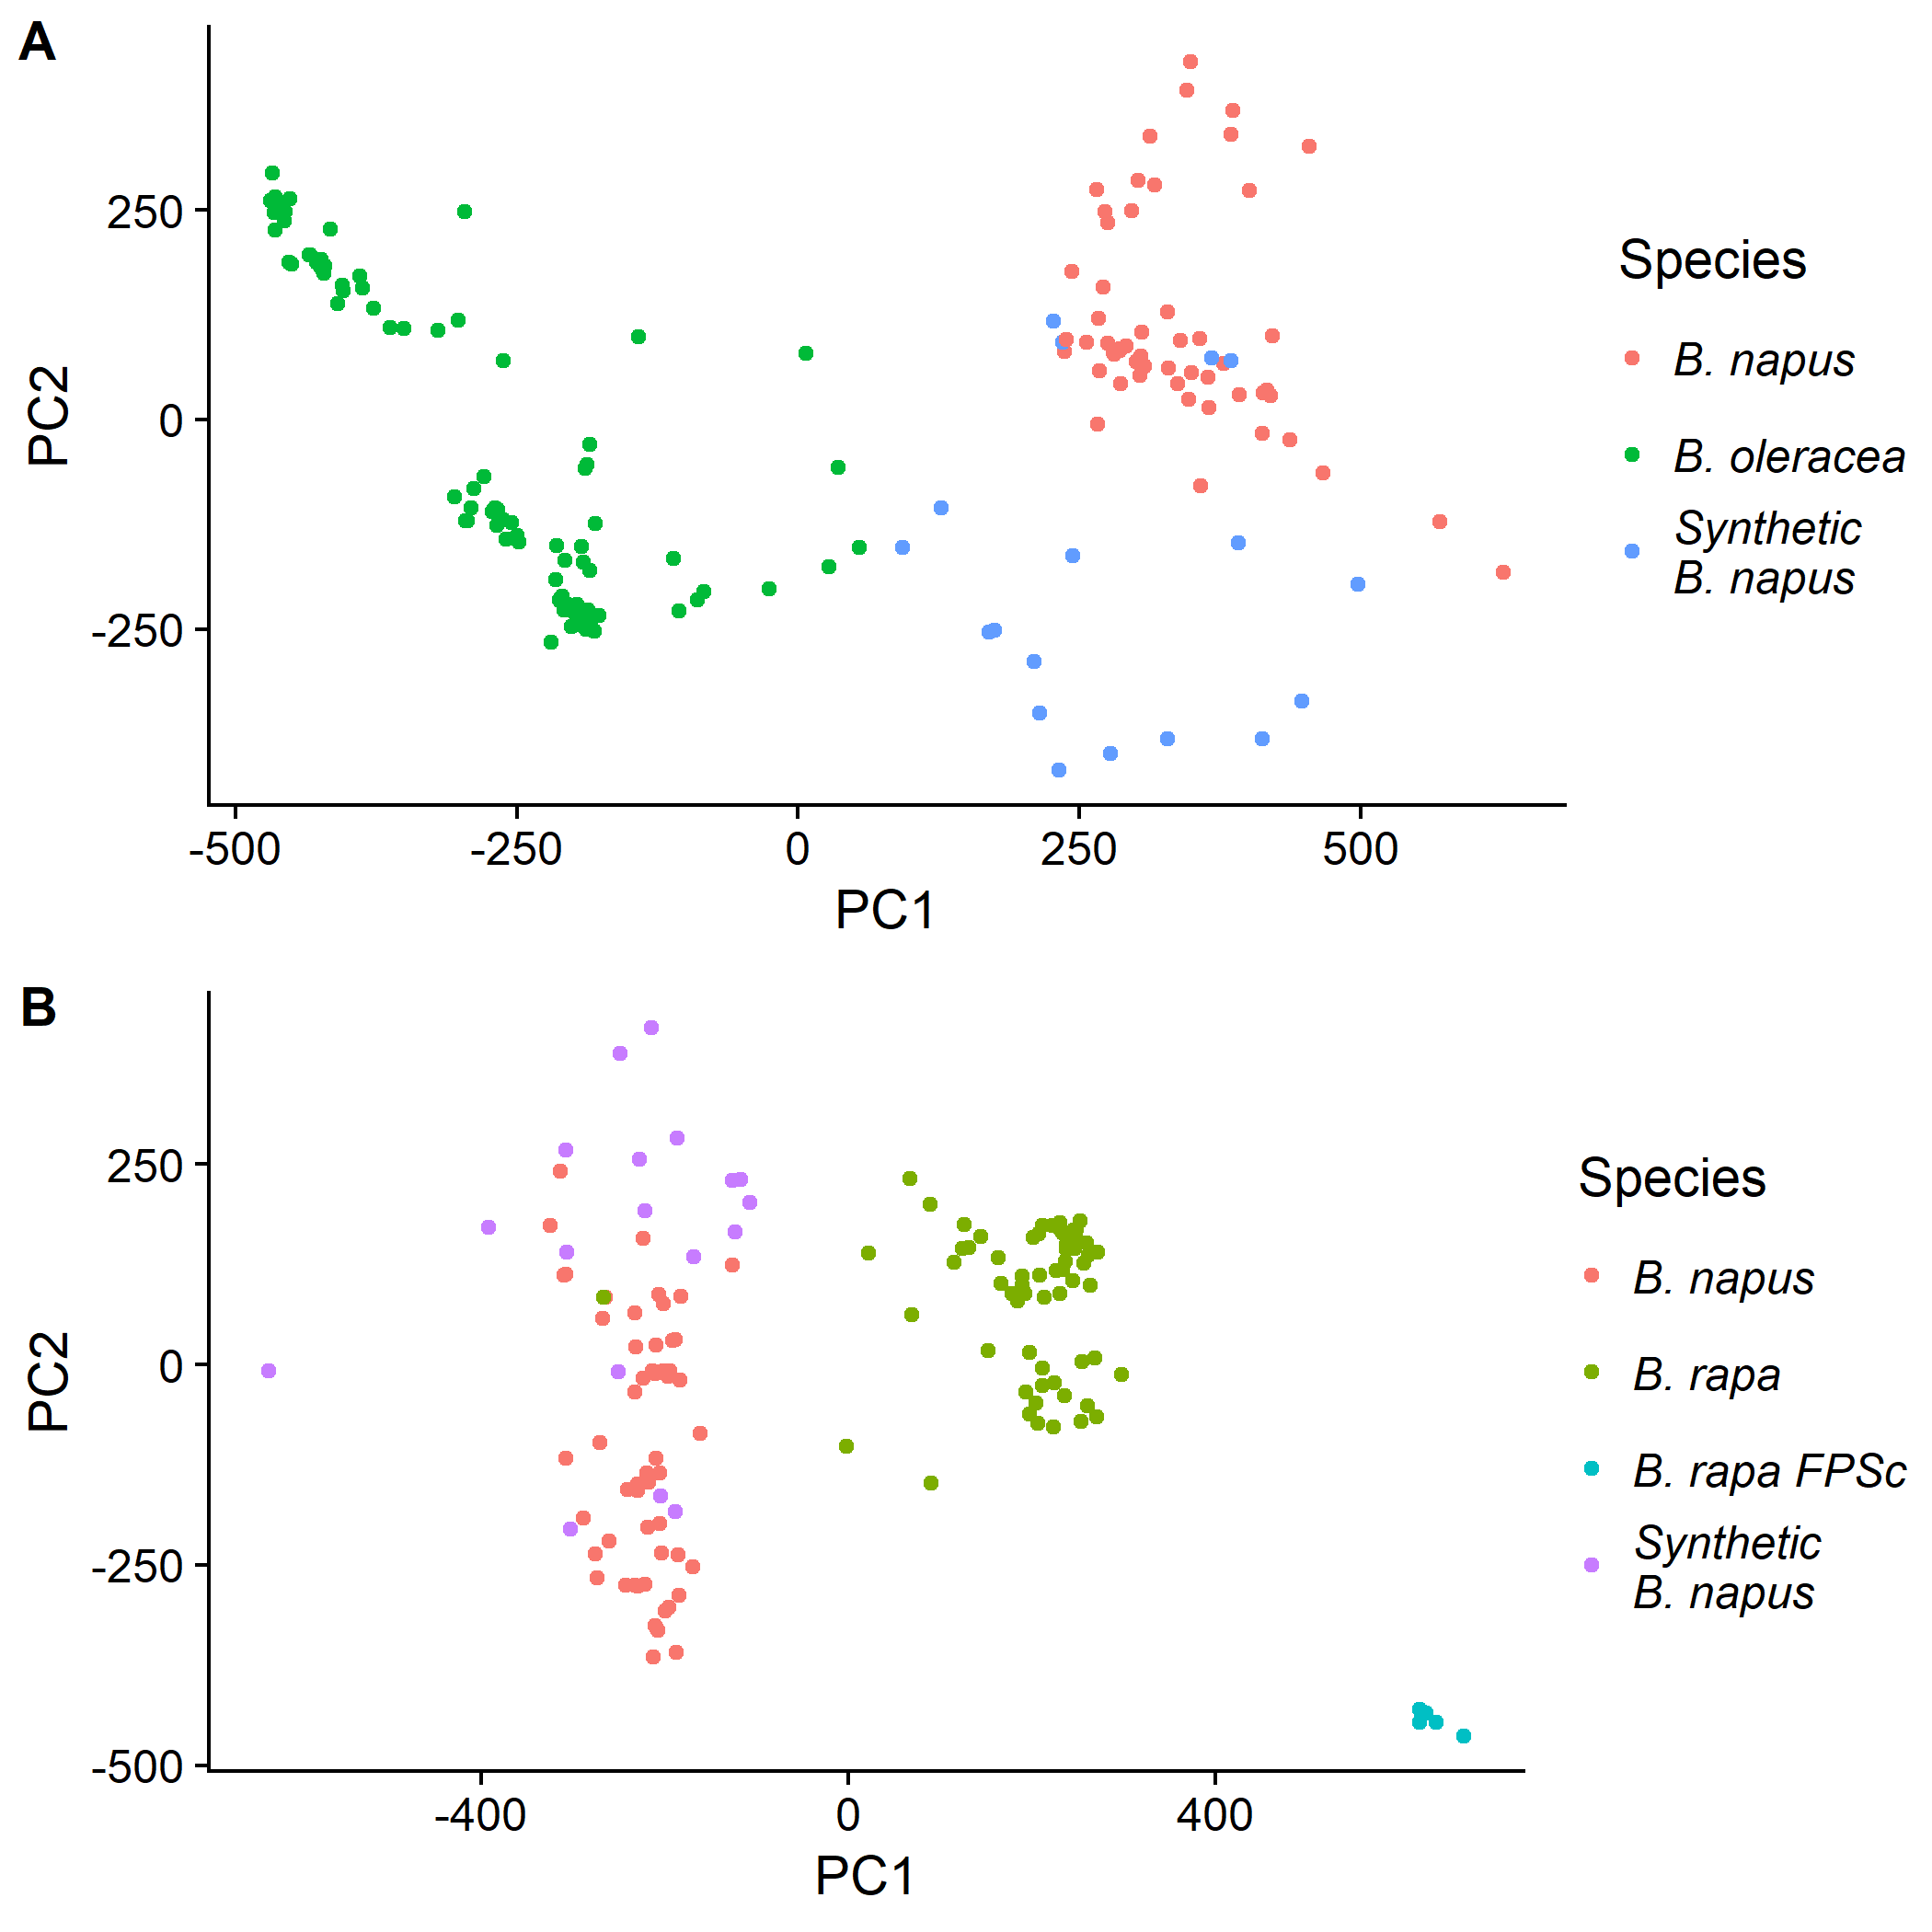 A
250
0
-250
PC2
-500
-250
0
250
500
PC1
Species
B. napus
B. oleracea
Synthetic
B. napus
B
250
0
-250
-500
PC2
-400
0
400
PC1
Species
B. napus
B. rapa
B. rapa FPSc
Synthetic
B. napus